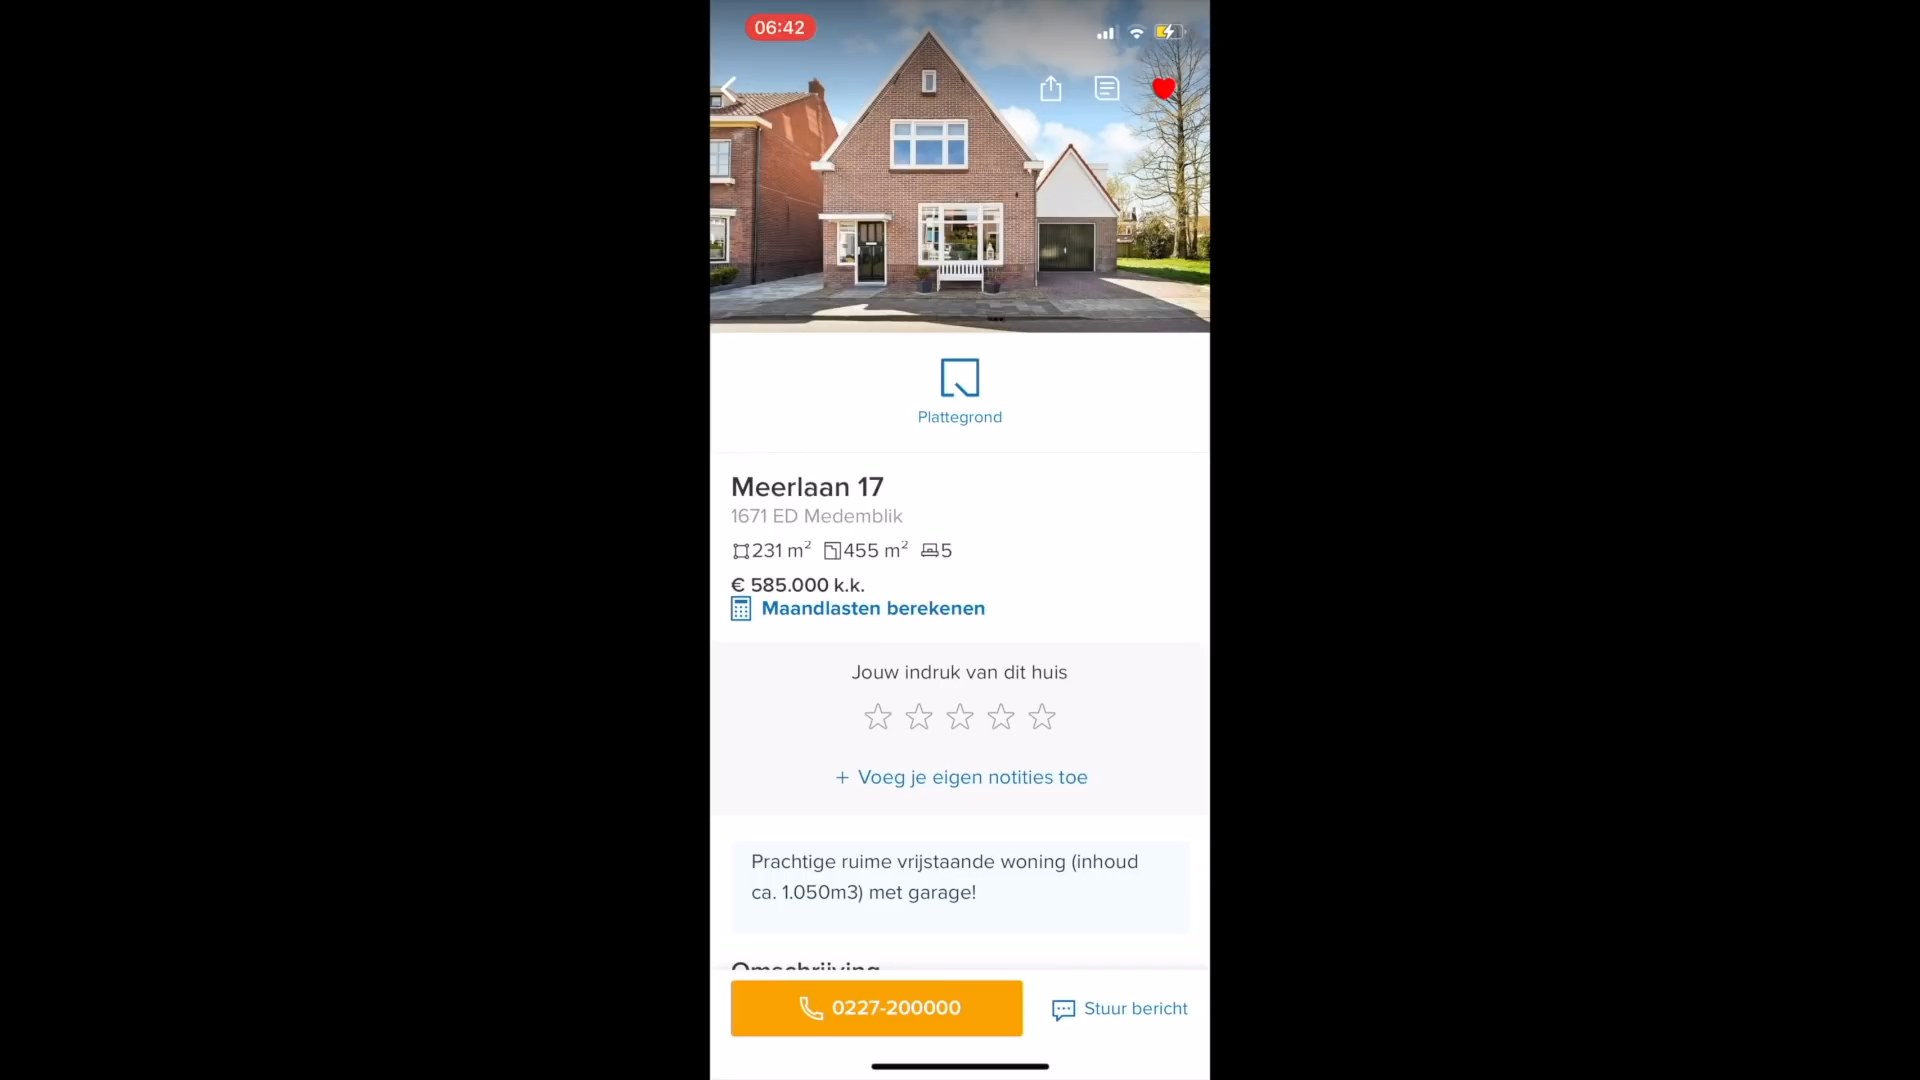 06:42
Plattegrond
Meerlaan 17
1671 ED Medemblik
231 m² 455 m² 5
€ 585.000 k.k.
Maandlasten berekenen
Jouw indruk van dit huis
+ Voeg je eigen notities toe
Prachtige ruime vrijstaande woning (inhoud
ca. 1.050m3) met garage!
Omschrijving
0227-200000
Stuur bericht